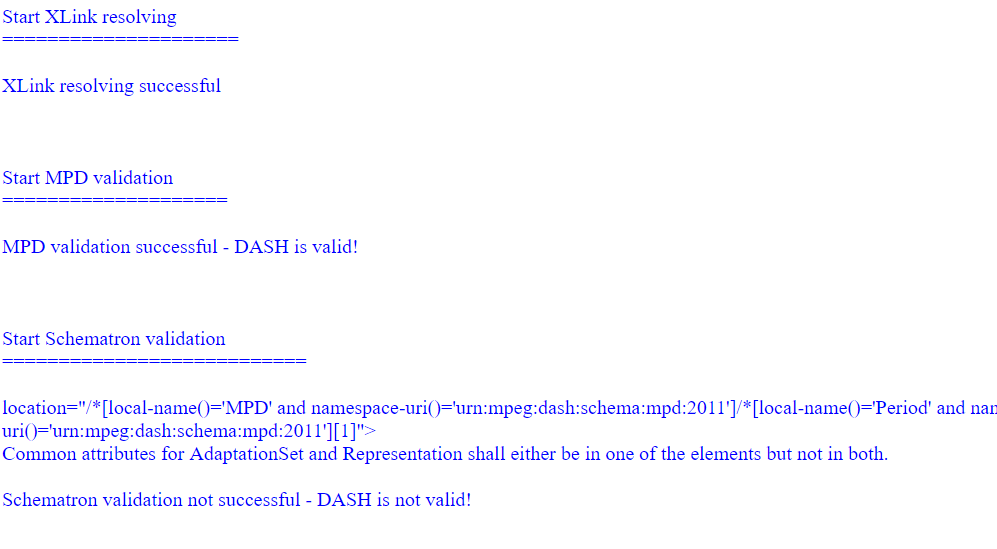 Start XLink resolving
=====================
XLink resolving successful
Start MPD validation
====================
MPD validation successful - DASH is valid!
Start Schematron validation
===========================
location="/*[local-name()='MPD' and namespace-uri()='urn:mpeg:dash:schema:mpd:2011']/*[local-name()='Period' and
uri()='urn:mpeg:dash:schema:mpd:2011'][1]">
Common attributes for AdaptationSet and Representation shall either be in one of the elements but not in both.
Schematron validation not successful - DASH is not valid!